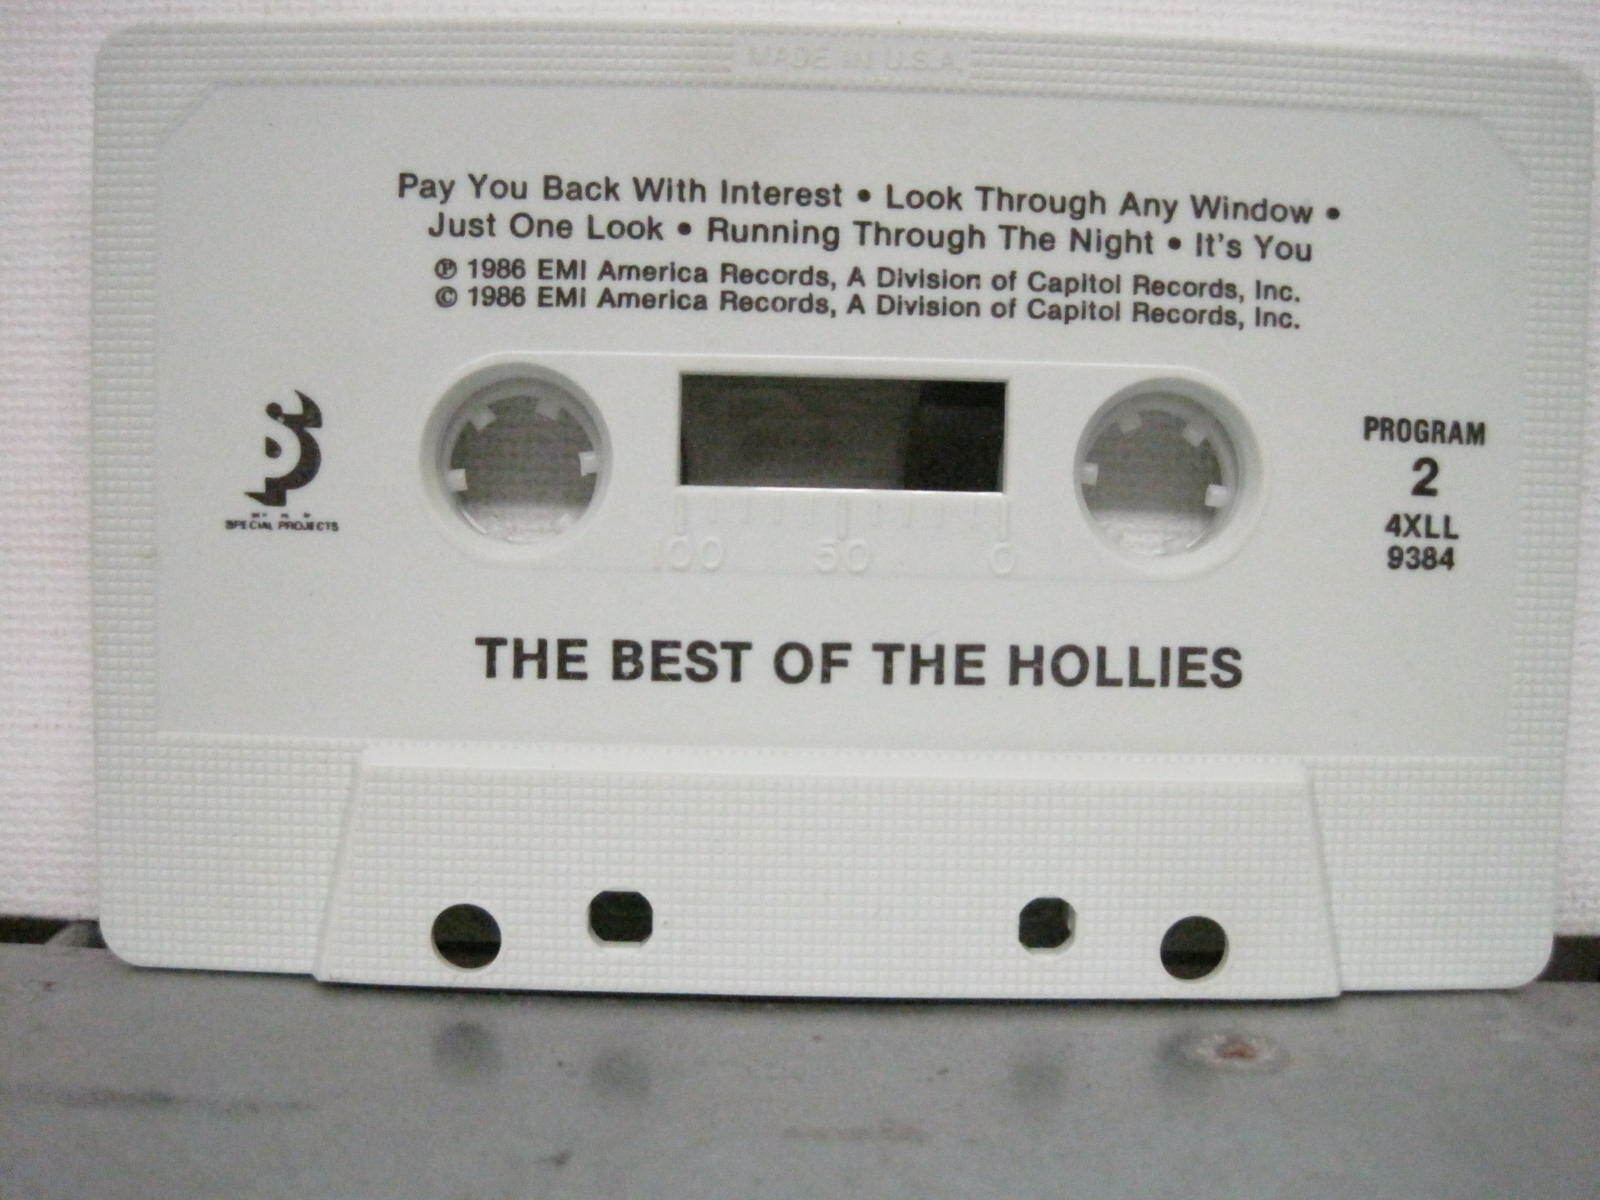 MADE IN U.S.A.
Pay You Back With Interest • Look Through Any Window •
Just One Look • Running Through The Night • It's You
℗ 1986 EMI America Records, A Division of Capitol Records, Inc.
© 1986 EMI America Records, A Division of Capitol Records, Inc.
SPECIAL PROJECTS
PROGRAM
2
4XLL
9384
100 50 0
THE BEST OF THE HOLLIES